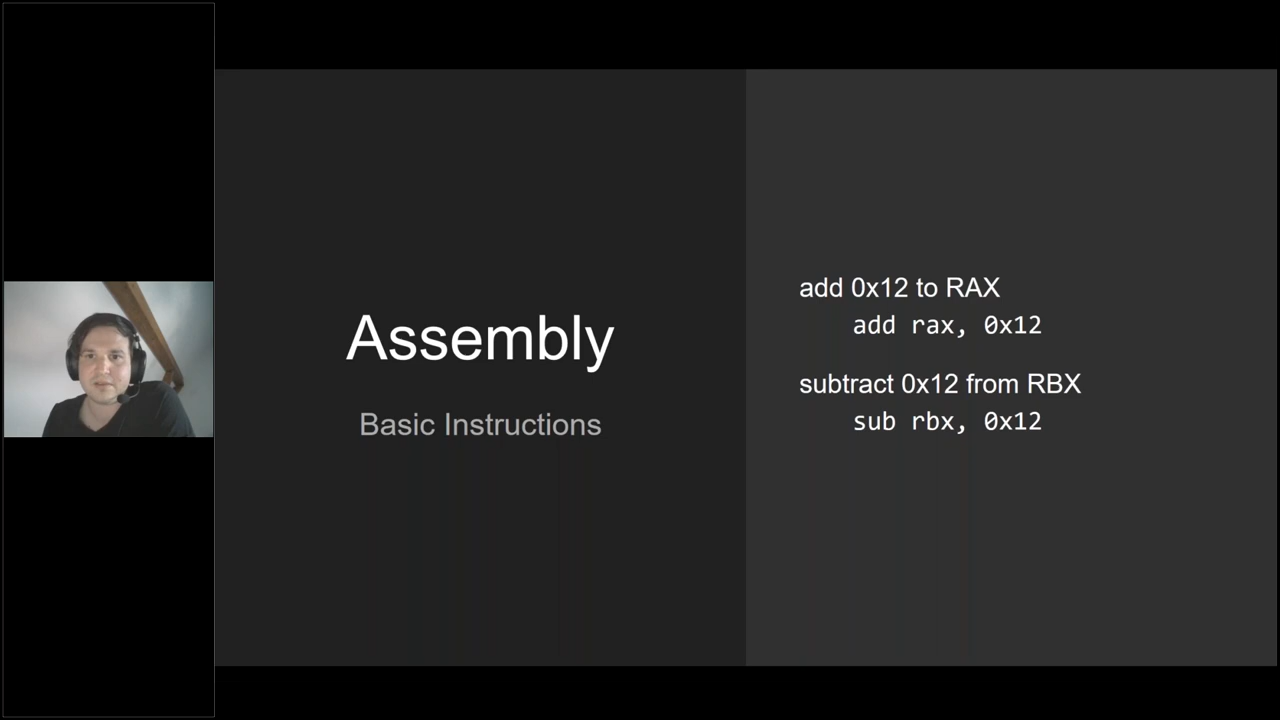 Assembly
Basic Instructions
add 0x12 to RAX
add rax, 0x12
subtract 0x12 from RBX
sub rbx, 0x12